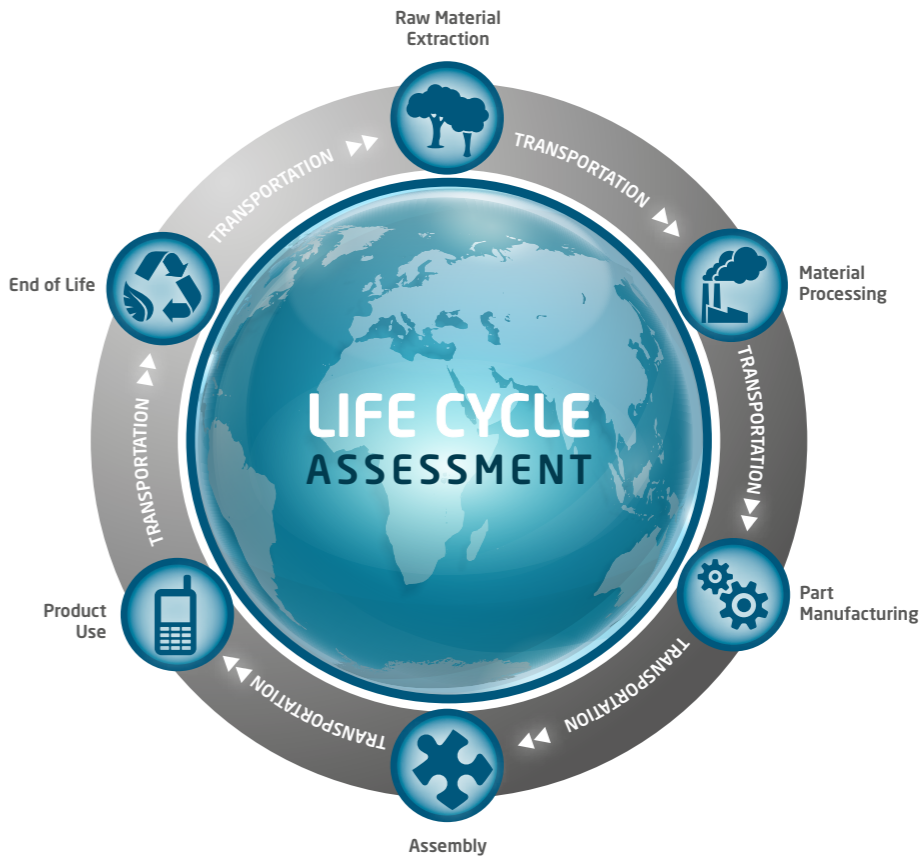 Raw Material
Extraction
TRANSPORTATION
Material
Processing
TRANSPORTATION
Part
Manufacturing
TRANSPORTATION
Assembly
TRANSPORTATION
Product
Use
TRANSPORTATION
End of Life
TRANSPORTATION
LIFE CYCLE
ASSESSMENT